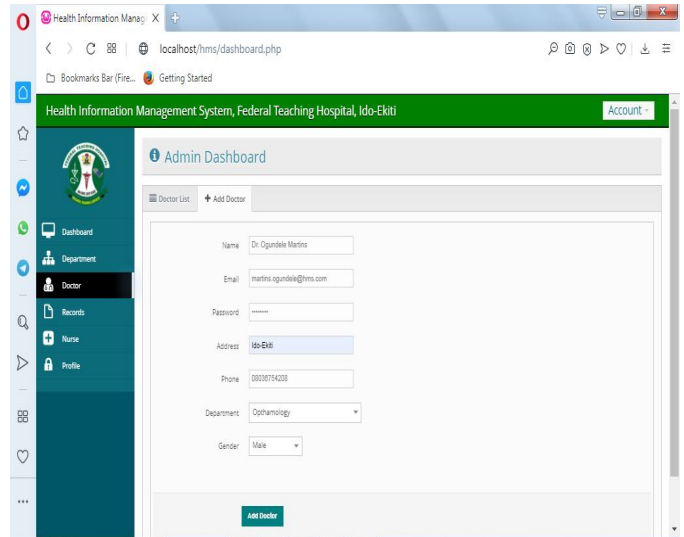 Health Information Manag
localhost/hms/dashboard.php
Bookmarks Bar (Fire... Getting Started
Health Information Management System, Federal Teaching Hospital, Ido-Ekiti
Account
Admin Dashboard
Doctor List
Add Doctor
Dashboard
Department
Doctor
Records
Nurse
Profile
Name Dr. Ogundele Martins
Email martins.ogundele@hms.com
Password ••••••••
Address Ido-Ekiti
Phone 08036754208
Department Opthamology
Gender Male
Add Doctor